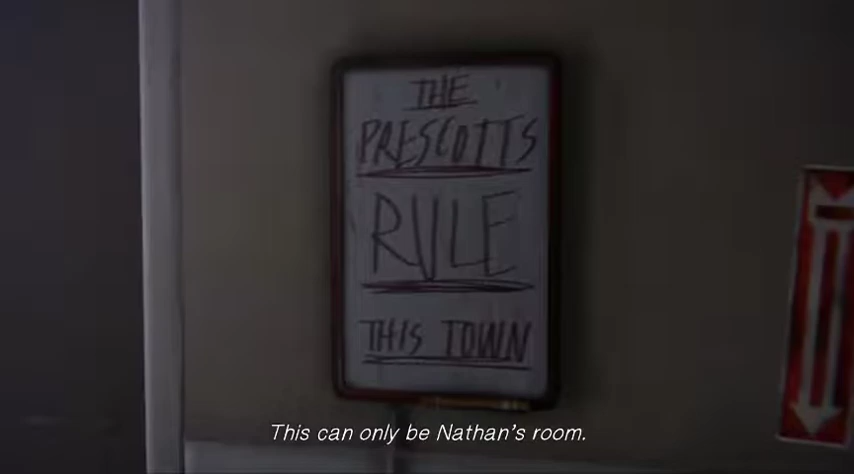 THE
PRESCOTTS
RULE
THIS TOWN
This can only be Nathan's room.